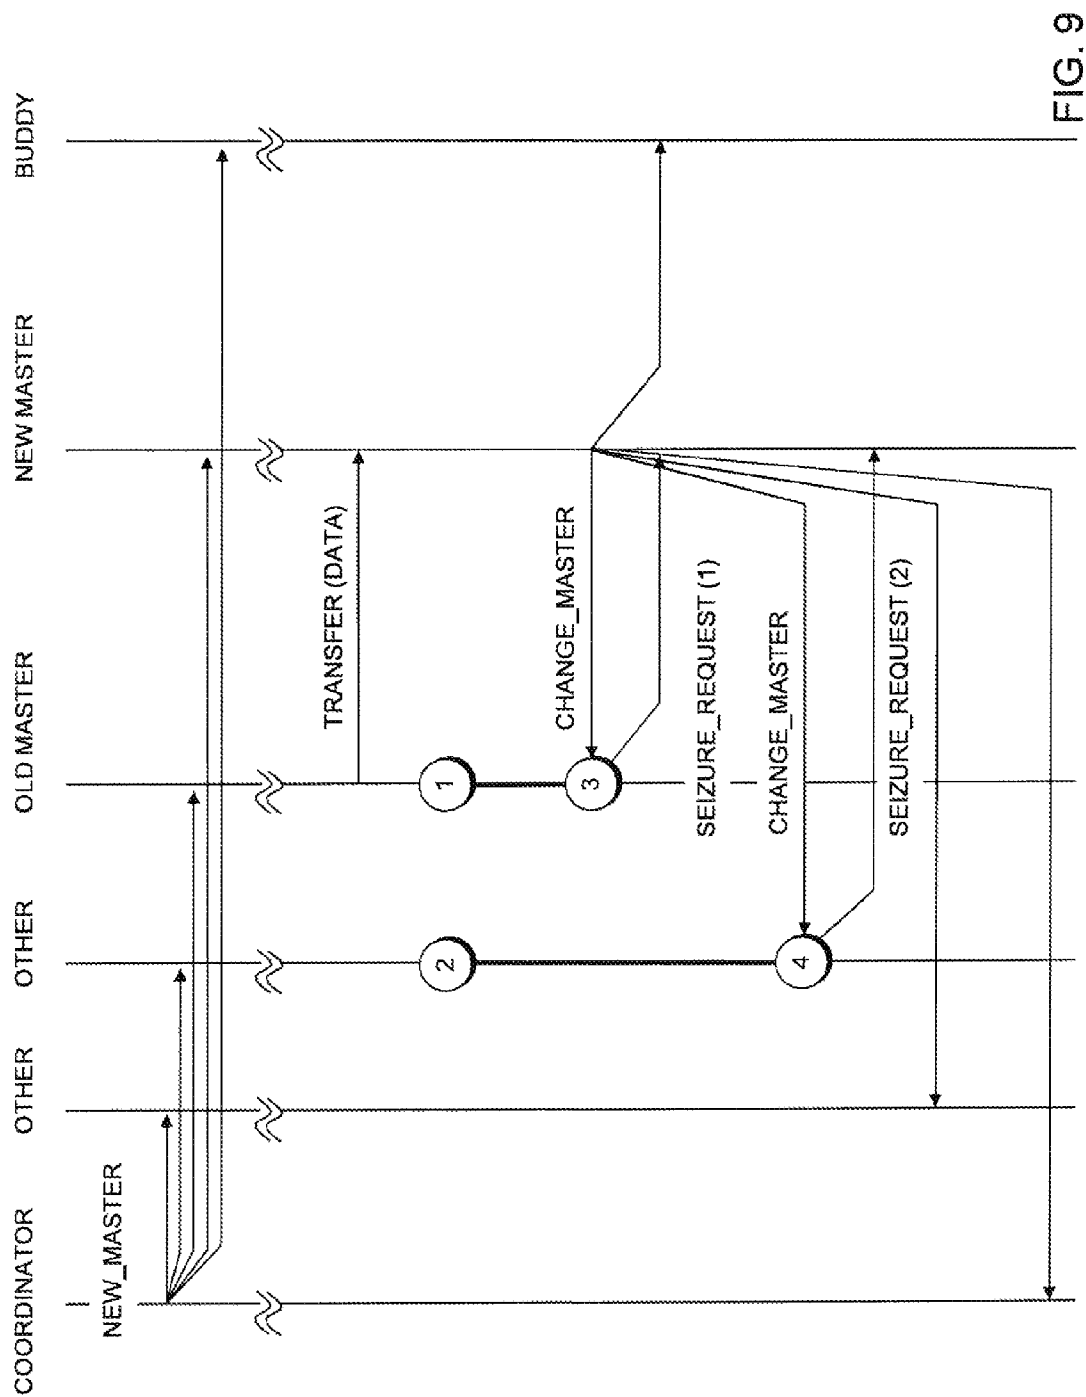 COORDINATOR
OTHER
OTHER
OLD MASTER
NEW MASTER
BUDDY
NEW_MASTER
TRANSFER (DATA)
1
2
CHANGE_MASTER
3
SEIZURE_REQUEST (1)
CHANGE_MASTER
4
SEIZURE_REQUEST (2)
FIG. 9